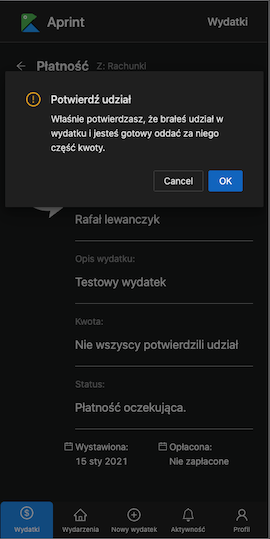 Aprint Wydatki
Płatność Z: Rachunki
Potwierdź udział
Właśnie potwierdzasz, że brałeś udział w
wydatku i jesteś gotowy oddać za niego
część kwoty.
Cancel OK
Rafał lewanczyk
Opis wydatku:
Testowy wydatek
Kwota:
Nie wszyscy potwierdzili udział
Status:
Płatność oczekująca.
Wystawiona: Opłacona:
15 sty 2021 Nie zapłacone
Wydatki Wydarzenia Nowy wydatek Aktywność Profil